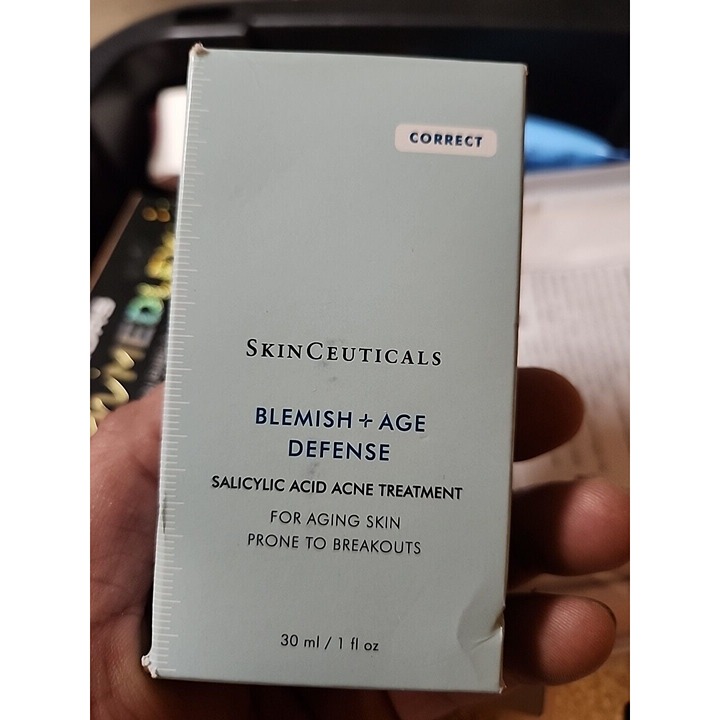 CORRECT
SKINCEUTICALS
BLEMISH + AGE
DEFENSE
SALICYLIC ACID ACNE TREATMENT
FOR AGING SKIN
PRONE TO BREAKOUTS
30 ml / 1 fl oz